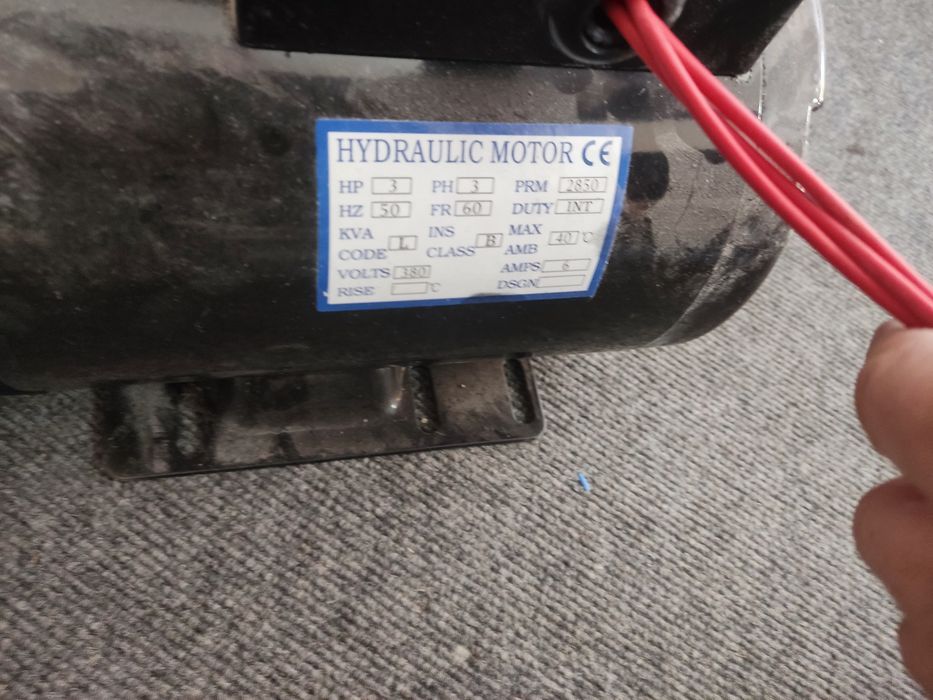 HYDRAULIC MOTOR CE
HP 3 PH 3 PRM 2850
HZ 50 FR 60 DUTY INT
KVA CODE L INS CLASS B MAX AMB 40 °C
VOLTS 380 AMPS 6
RISE °C DSGN